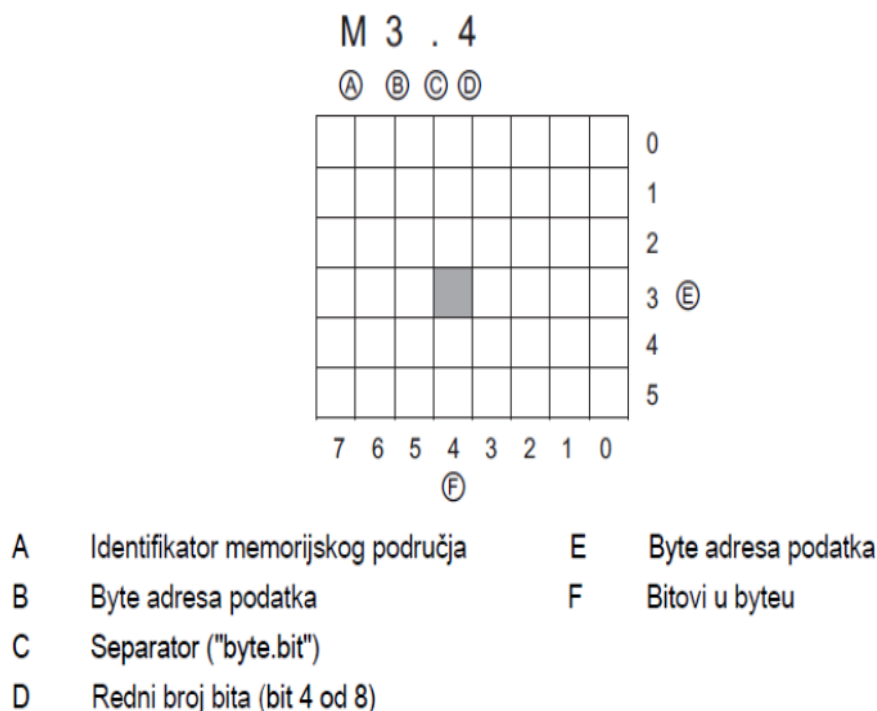 M 3 . 4
Ⓐ Ⓑ Ⓒ Ⓓ
0
1
2
3 Ⓔ
4
5
7 6 5 4 3 2 1 0
Ⓕ
A Identifikator memorijskog područja
B Byte adresa podatka
C Separator ("byte.bit")
D Redni broj bita (bit 4 od 8)
E Byte adresa podatka
F Bitovi u byteu